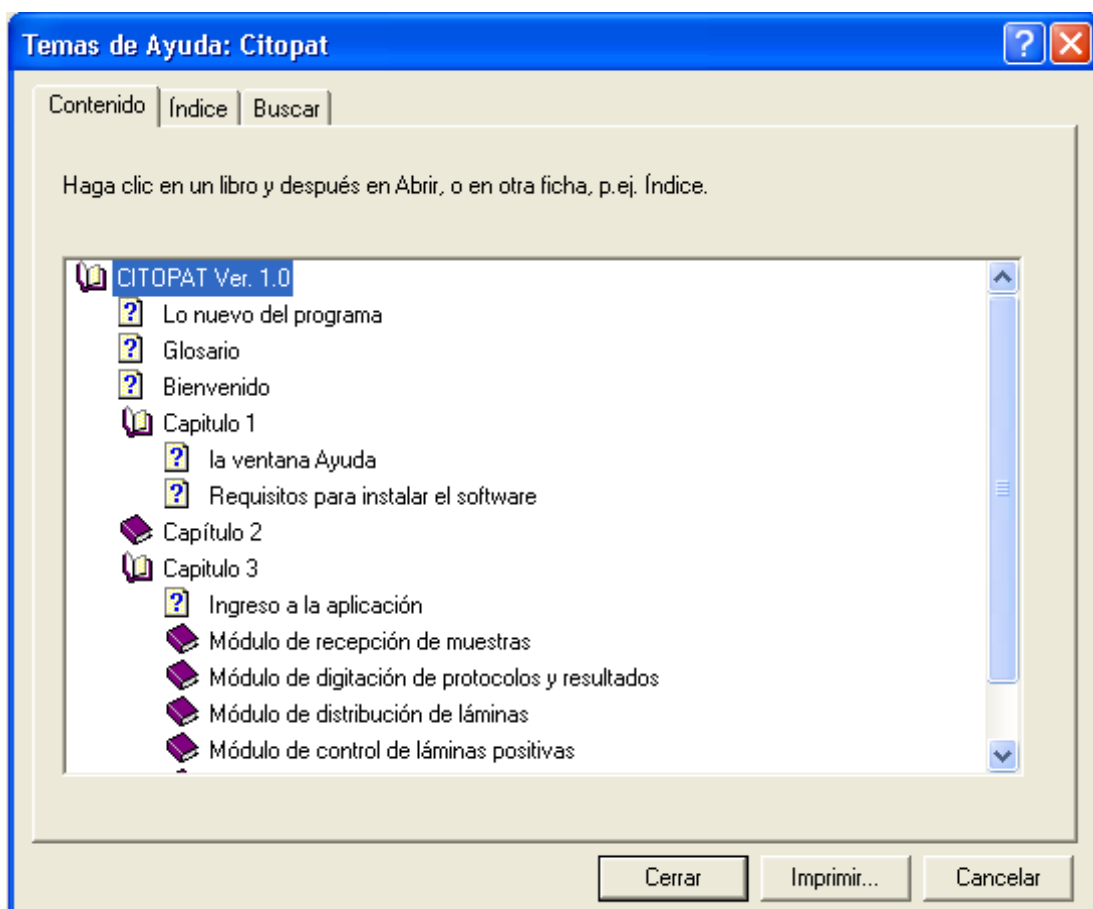 Temas de Ayuda: Citopat
Contenido Índice Buscar
Haga clic en un libro y después en Abrir, o en otra ficha, p.ej. Índice.
CITOPAT Ver. 1.0
Lo nuevo del programa
Glosario
Bienvenido
Capitulo 1
la ventana Ayuda
Requisitos para instalar el software
Capítulo 2
Capitulo 3
Ingreso a la aplicación
Módulo de recepción de muestras
Módulo de digitación de protocolos y resultados
Módulo de distribución de láminas
Módulo de control de láminas positivas
Cerrar Imprimir... Cancelar